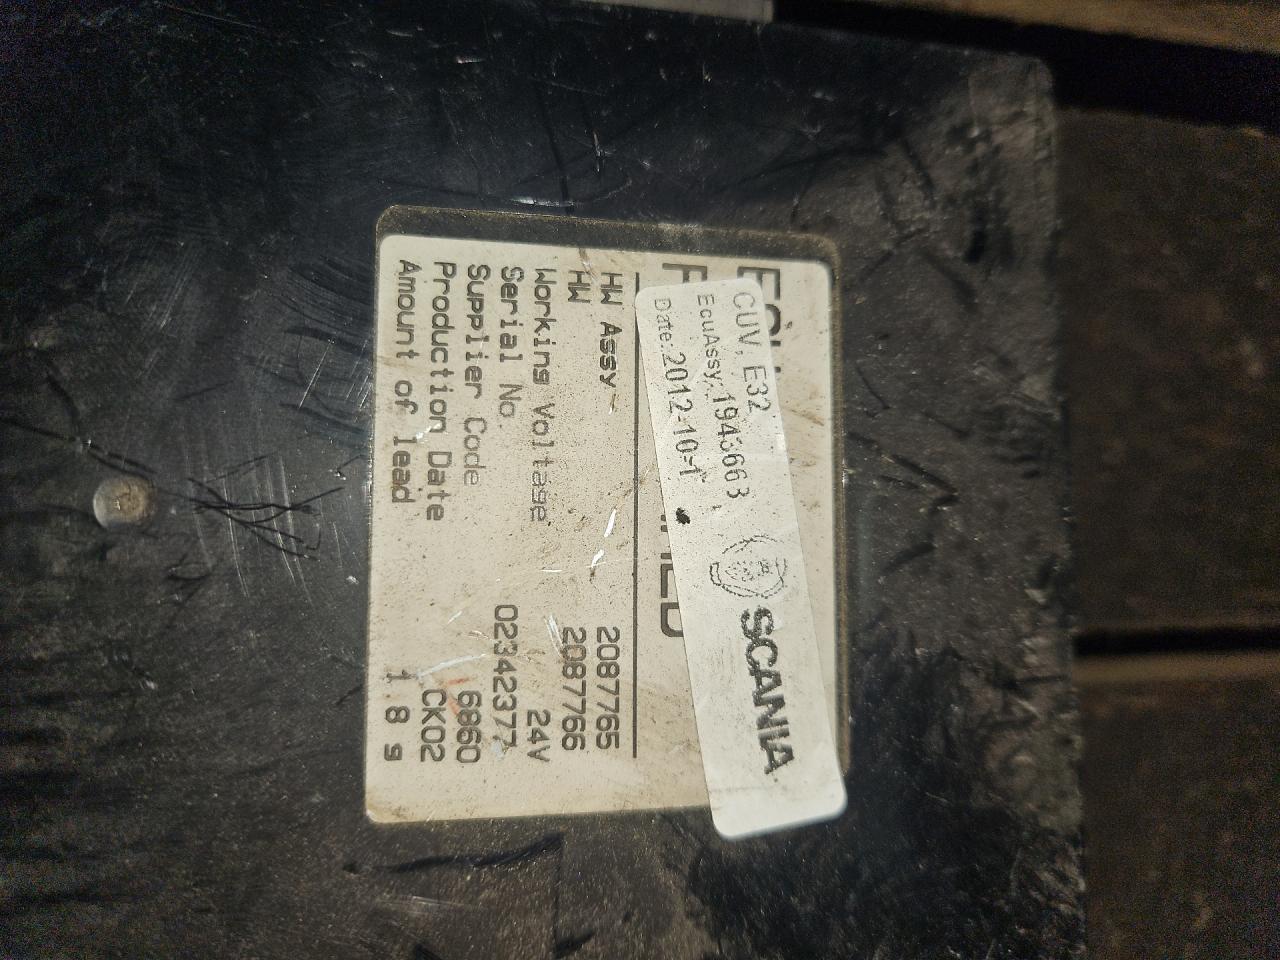 CUV, E32
EcuAssy: 1943663,
Date: 2012-10-1
SCANIA
HW Assy 2087765
HW 2087766
Working Voltage 24V
Serial No. 02342377
Supplier Code 6860
Production Date CK02
Amount of lead 1 8 g